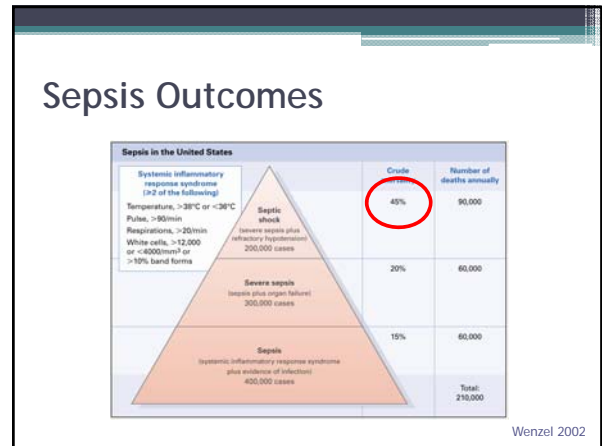 Sepsis Outcomes
Sepsis in the United States
Systemic inflammatory
response syndrome
(≥2 of the following)
Temperature, >38°C or <36°C
Pulse, >90/min
Respirations, >20/min
White cells, >12,000
or <4000/mm³ or
>10% band forms
Septic
shock
(severe sepsis plus
refractory hypotension)
200,000 cases
Severe sepsis
(sepsis plus organ failure)
300,000 cases
Sepsis
(systemic inflammatory response syndrome
plus evidence of infection)
400,000 cases
Crude
45%
20%
15%
Number of
deaths annually
90,000
60,000
60,000
Total:
210,000
Wenzel 2002